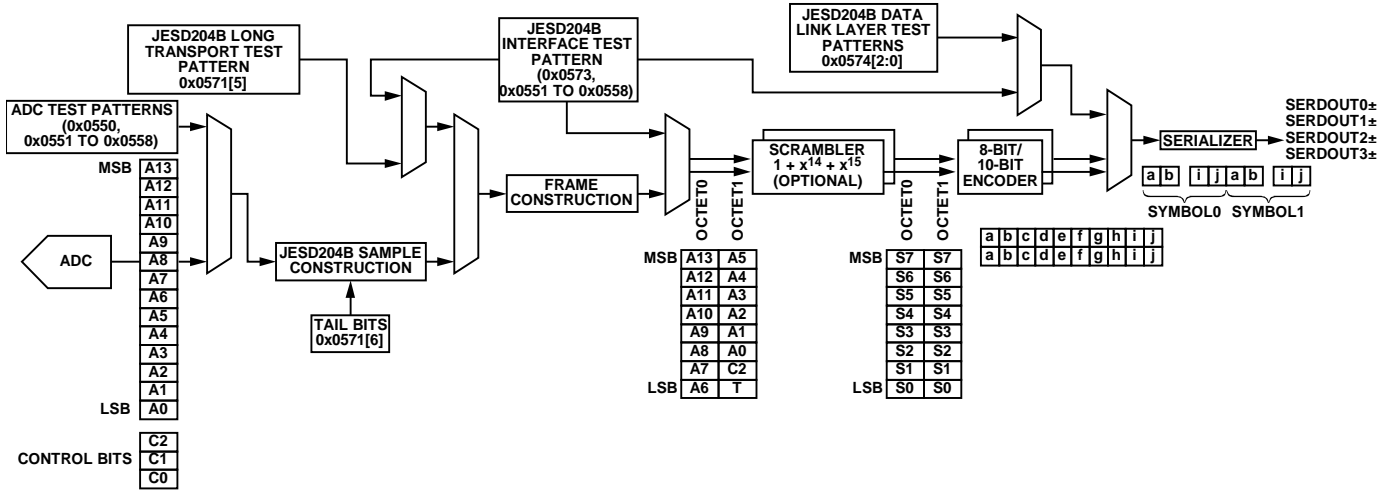 JESD204B LONG
TRANSPORT TEST
PATTERN
0x0571[5]
JESD204B
INTERFACE TEST
PATTERN
(0x0573,
0x0551 TO 0x0558)
JESD204B DATA
LINK LAYER TEST
PATTERNS
0x0574[2:0]
ADC TEST PATTERNS
(0x0550,
0x0551 TO 0x0558)
MSB A13
A12
A11
A10
A9
A8
A7
A6
A5
A4
A3
A2
A1
LSB A0
ADC
CONTROL BITS
C2
C1
C0
JESD204B SAMPLE
CONSTRUCTION
TAIL BITS
0x0571[6]
FRAME
CONSTRUCTION
SCRAMBLER
1 + x14 + x15
(OPTIONAL)
8-BIT/
10-BIT
ENCODER
SERIALIZER
SERDOUT0±
SERDOUT1±
SERDOUT2±
SERDOUT3±
a b i j a b i j
SYMBOL0 SYMBOL1
OCTET0 OCTET1
MSB A13 A5
A12 A4
A11 A3
A10 A2
A9 A1
A8 A0
A7 C2
LSB A6 T
OCTET0 OCTET1
MSB S7 S7
S6 S6
S5 S5
S4 S4
S3 S3
S2 S2
S1 S1
LSB S0 S0
a b c d e f g h i j
a b c d e f g h i j